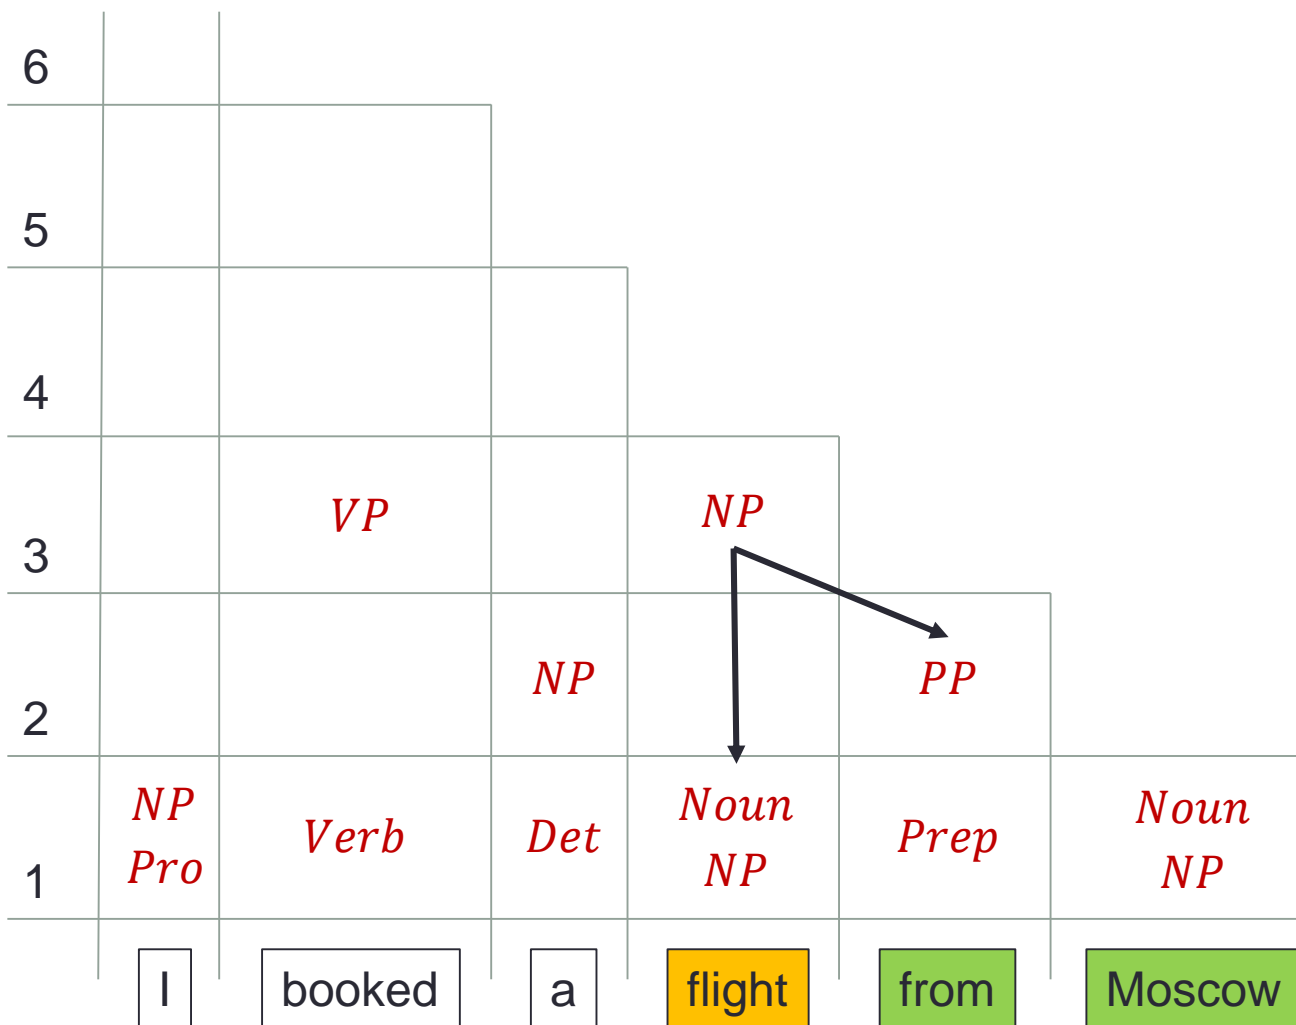 6
5
4
3 VP NP
2 NP PP
NP Noun Noun
Verb Det Prep
1 Pro NP NP
I booked a flight from Moscow